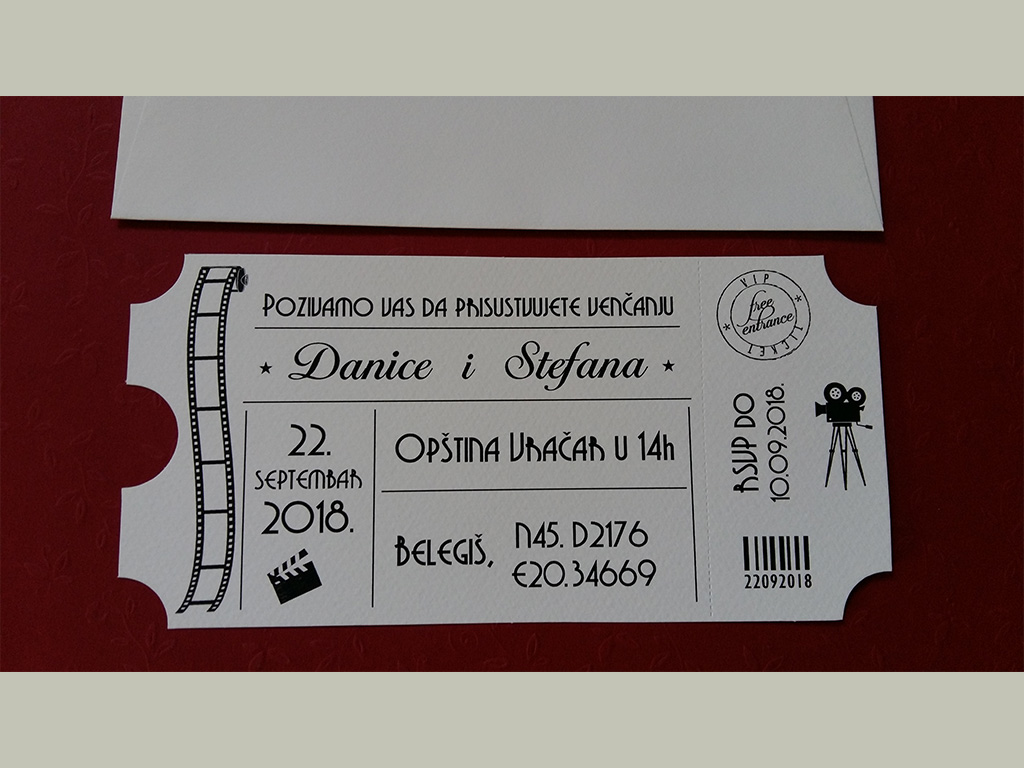 Pozivamo vas da prisustvujete venčanju
Danice i Stefana
22.
septembar
2018.
Opština Vračar u 14h
Belegiš,
N45. D2176
€20.34669
VIP
free
entrance
TICKET
RSVP DO
10.09.2018.
22092018